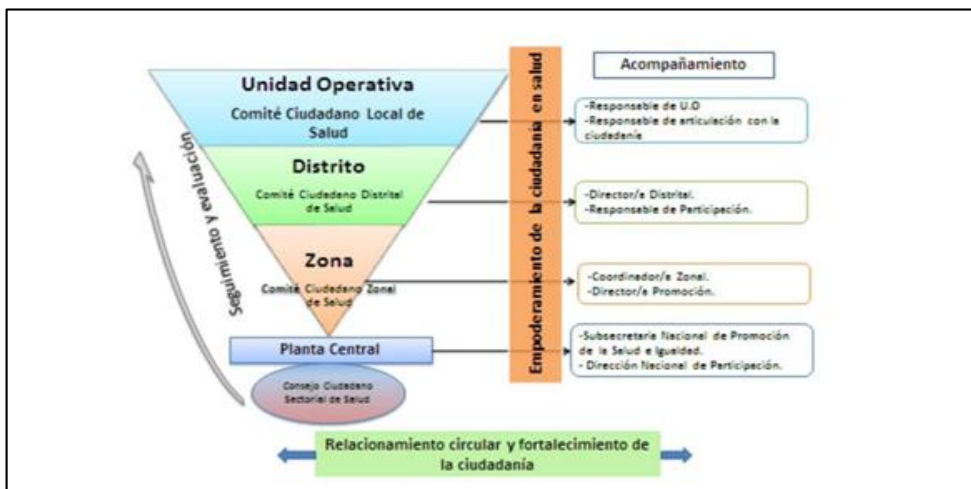 Unidad Operativa
Comité Ciudadano Local de
Salud
Distrito
Comité Ciudadano Distrital
de Salud
Zona
Comité Ciudadano Zonal
de Salud
Planta Central
Consejo Ciudadano
Sectorial de Salud
Seguimiento y evaluación
Empoderamiento de la ciudadanía en salud
Acompañamiento
-Responsable de U.O
-Responsable de articulación con la
ciudadanía
-Director/a Distrital.
-Responsable de Participación.
-Coordinador/a Zonal.
-Director/a Promoción.
-Subsecretaría Nacional de Promoción
de la Salud e Igualdad.
- Dirección Nacional de Participación.
Relacionamiento circular y fortalecimiento de
la ciudadanía